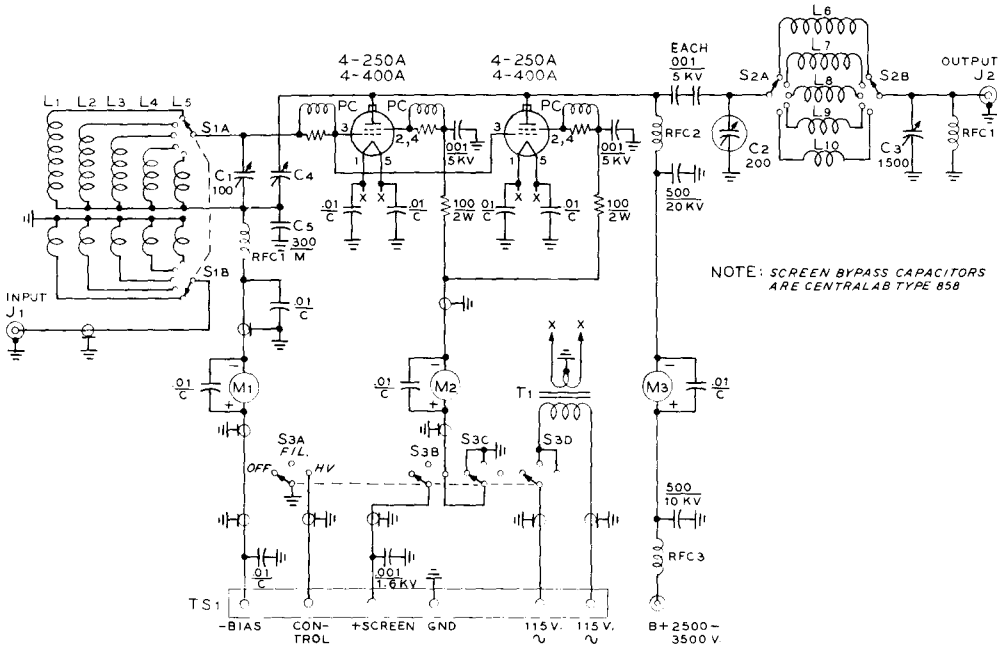 L6
L7
L8
L9
L10
4-250A
4-400A
4-250A
4-400A
EACH
001
5 KV
S2A
S2B
OUTPUT
J2
L1 L2 L3 L4 L5
S1A
PC
PC
PC
3
2,4
1
5
3
2,4
1
5
.001
5KV
.001
5KV
RFC2
C2
200
C3
1500
RFC1
C1
100
C4
C5
300
M
X X
X X
.01
C
.01
C
.01
C
.01
C
100
2W
100
2W
500
20 KV
RFC1
S1B
.01
C
INPUT
J1
NOTE: SCREEN BYPASS CAPACITORS
ARE CENTRALAB TYPE 858
X X
T1
.01
C
M1
- +
.01
C
M2
- +
M3
- +
.01
C
S3A
FIL.
OFF
HV
S3B
S3C
S3D
500
10 KV
RFC3
.01
C
.001
1.6KV
TS1
-BIAS
CON-
TROL
+SCREEN
GND
115 V.
~
115 V.
~
B+ 2500-
3500 V.